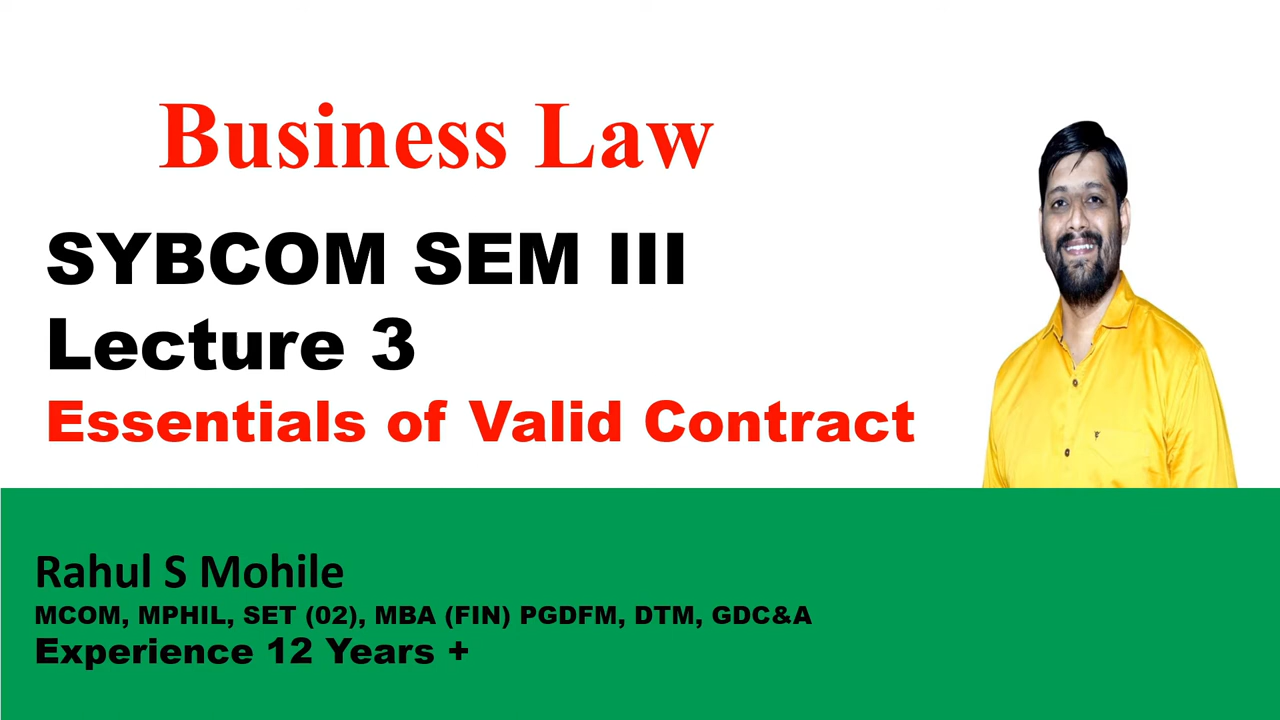 Business Law
SYBCOM SEM III
Lecture 3
Essentials of Valid Contract
Rahul S Mohile
MCOM, MPHIL, SET (02), MBA (FIN) PGDFM, DTM, GDC&A
Experience 12 Years +